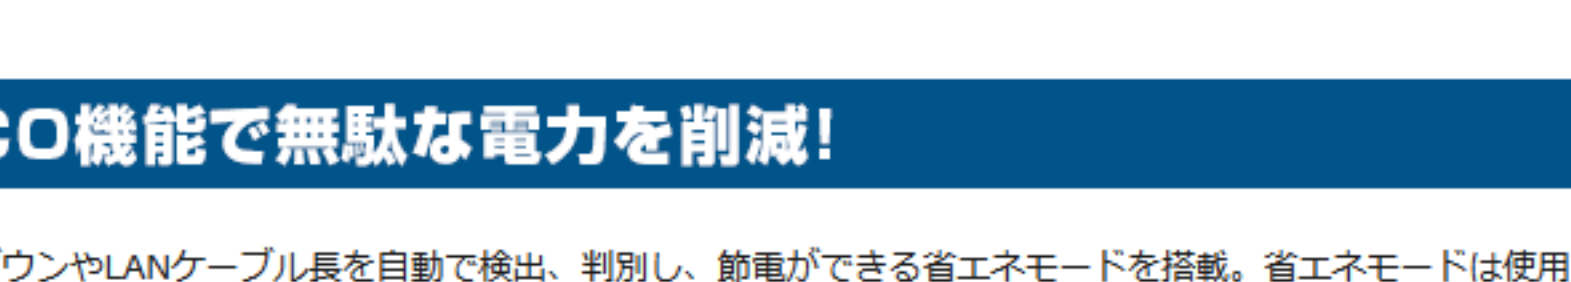 CO機能で無駄な電力を削減!
ウンやLANケーブル長を自動で検出、判別し、節電ができる省エネモードを搭載。省エネモードは使用